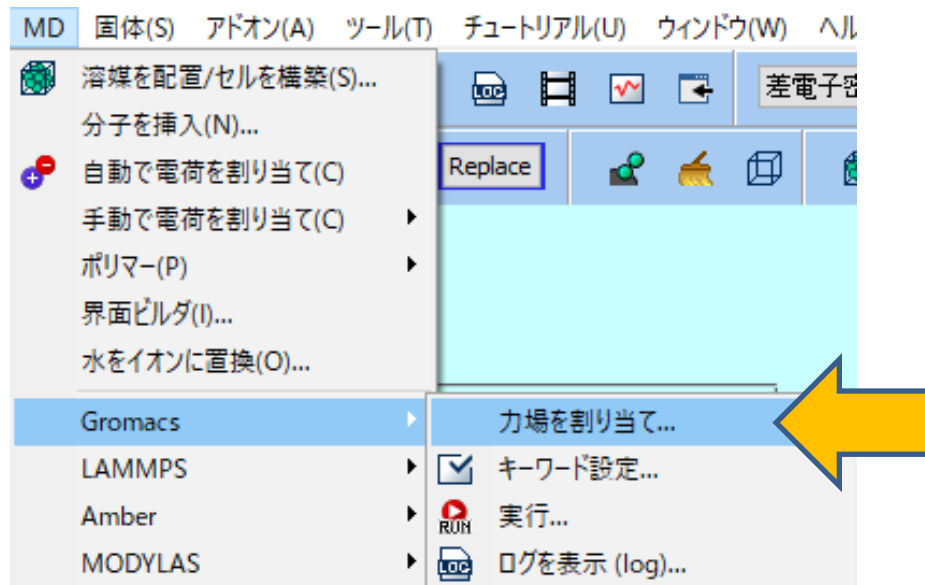 MD 固体(S) アドオン(A) ツール(T) チュートリアル(U) ウィンドウ(W) ヘル
溶媒を配置/セルを構築(S)...
差電子密
分子を挿入(N)...
自動で電荷を割り当て(C)
Replace
手動で電荷を割り当て(C)
ポリマー(P)
界面ビルダ(I)...
水をイオンに置換(O)...
Gromacs
力場を割り当て...
LAMMPS
キーワード設定...
Amber
RUN
実行...
MODYLAS
LOG
ログを表示 (log)...